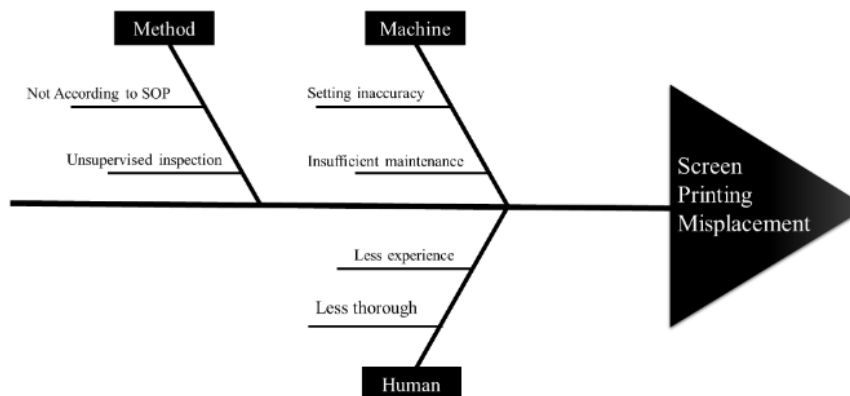 Method
Machine
Not According to SOP
Setting inaccuracy
Unsupervised inspection
Insufficient maintenance
Screen
Printing
Misplacement
Less experience
Less thorough
Human